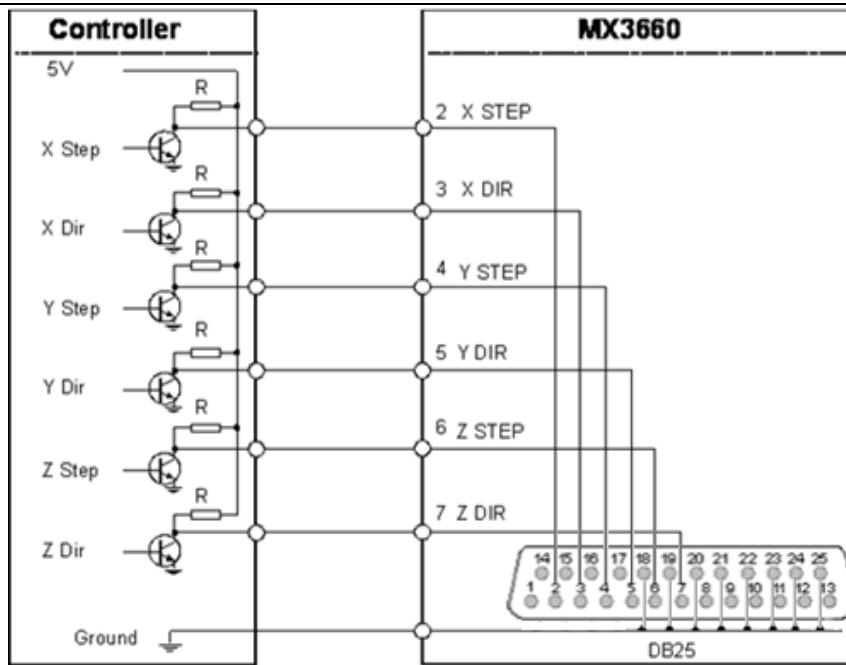 Controller
MX3660
5V
R
2 X STEP
X Step
R
3 X DIR
X Dir
R
4 Y STEP
Y Step
R
5 Y DIR
Y Dir
R
6 Z STEP
Z Step
R
7 Z DIR
Z Dir
14 15 16 17 18 19 20 21 22 23 24 25
1 2 3 4 5 6 7 8 9 10 11 12 13
Ground
DB25